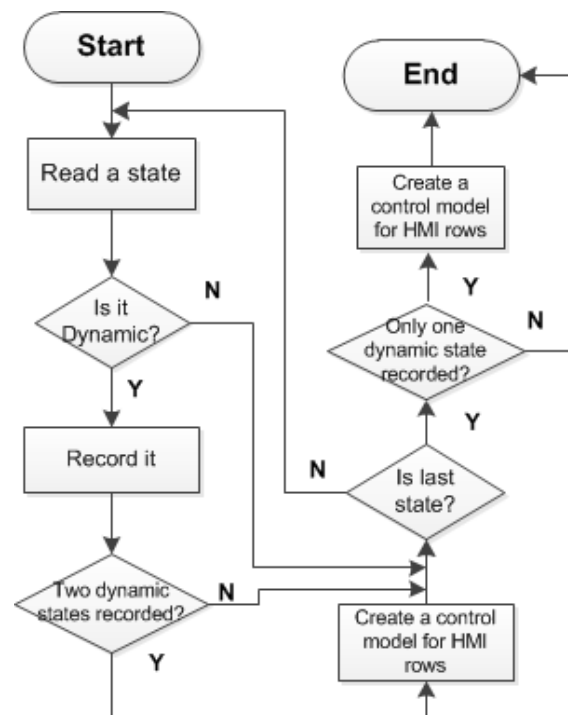 Start
Read a state
Is it
Dynamic?
N
Y
Record it
Two dynamic
states recorded?
N
Y
End
Create a
control model
for HMI rows
Y
Only one
dynamic state
recorded?
N
Y
Is last
state?
N
Create a control
model for HMI
rows